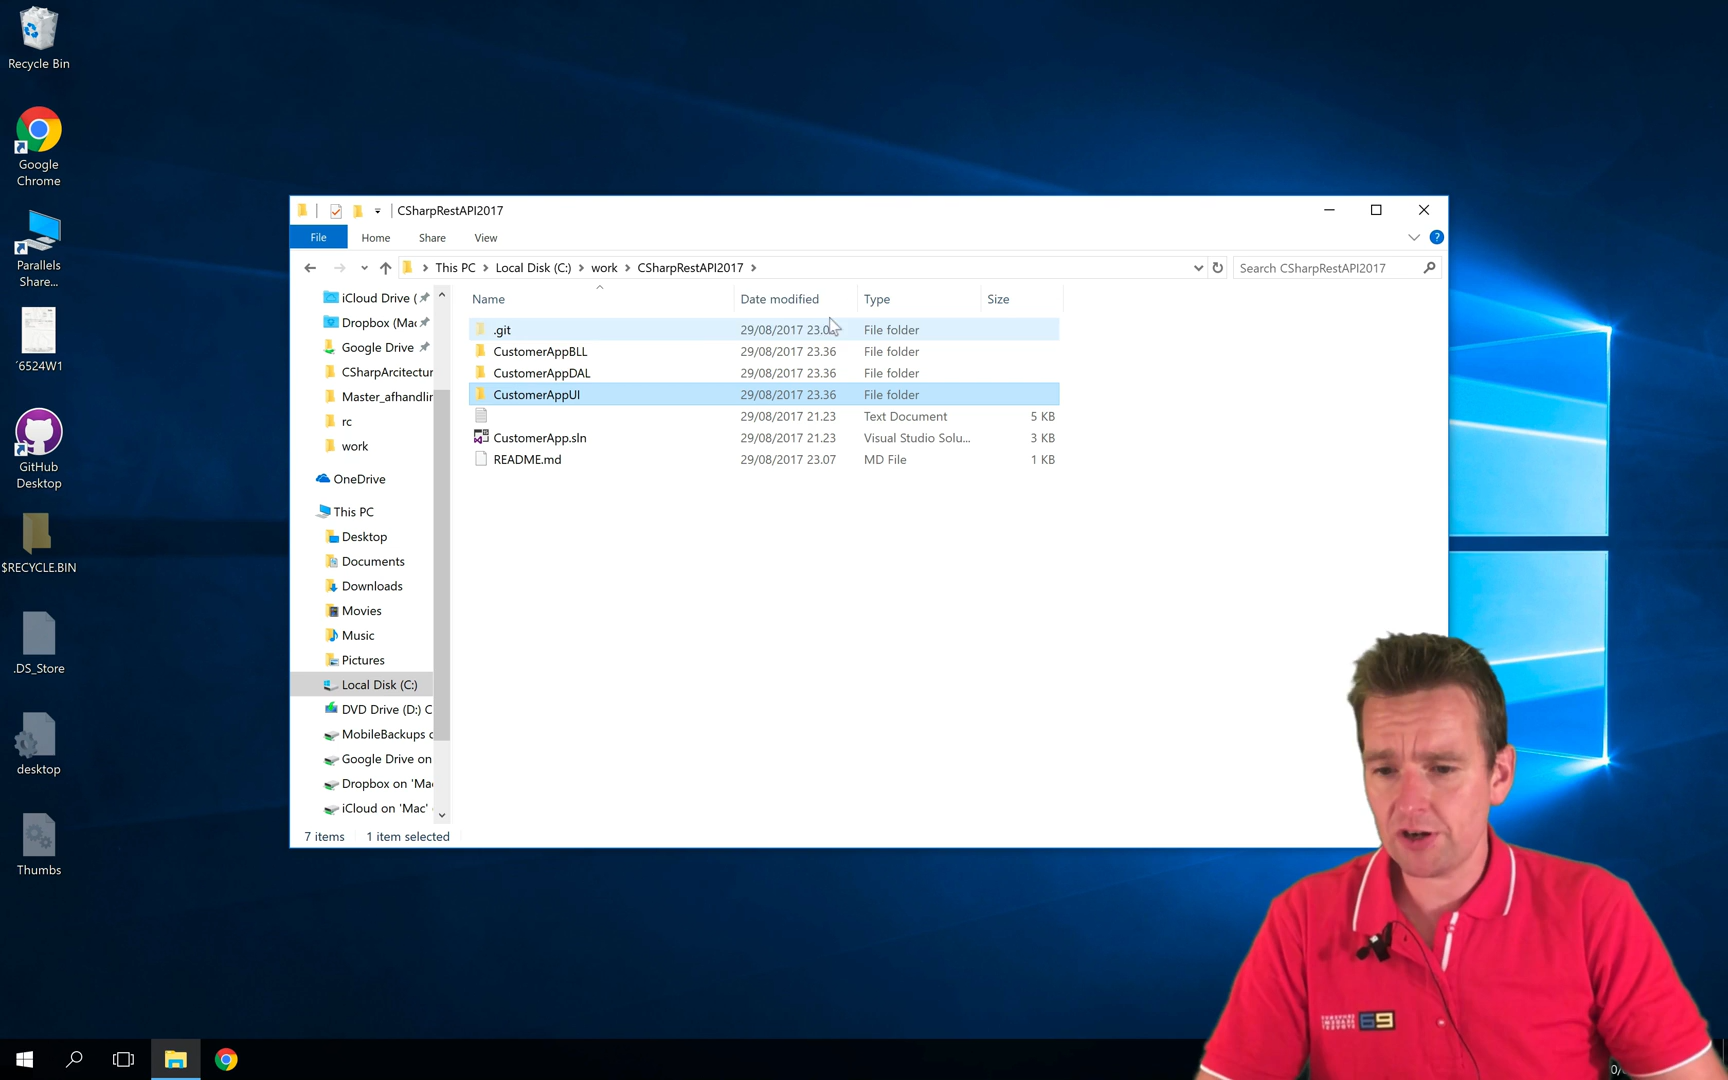 Recycle Bin
Google
Chrome
Parallels
Share...
´6524W1
GitHub
Desktop
$RECYCLE.BIN
.DS_Store
desktop
Thumbs
CSharpRestAPI2017
File Home Share View
This PC Local Disk (C:) work CSharpRestAPI2017
Search CSharpRestAPI2017
iCloud Drive (
Dropbox (Mac
Google Drive
CSharpArcitectur
Master_afhandlir
rc
work
OneDrive
This PC
Desktop
Documents
Downloads
Movies
Music
Pictures
Local Disk (C:)
DVD Drive (D:) C
MobileBackups o
Google Drive on
Dropbox on 'Mac
iCloud on 'Mac'
Name Date modified Type Size
.git 29/08/2017 23.0 File folder
CustomerAppBLL 29/08/2017 23.36 File folder
CustomerAppDAL 29/08/2017 23.36 File folder
CustomerAppUI 29/08/2017 23.36 File folder
29/08/2017 21.23 Text Document 5 KB
CustomerApp.sln 29/08/2017 21.23 Visual Studio Solu... 3 KB
README.md 29/08/2017 23.07 MD File 1 KB
7 items 1 item selected